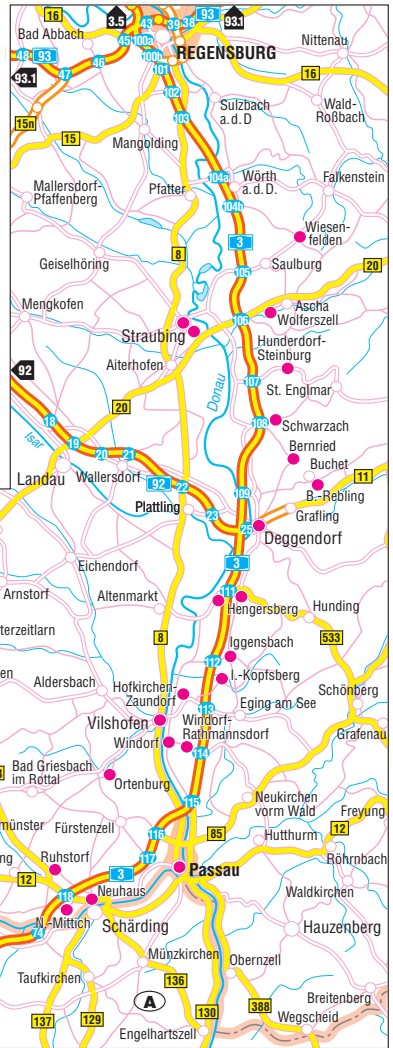 16
3.5
43
39
38
93
93.1
Bad Abbach
45
100a
REGENSBURG
Nittenau
48
93
46
100b
101
93.1
47
102
16
15n
103
Sulzbach
a.d.D
Wald-
Roßbach
15
Mangolding
Mallersdorf-
Pfaffenberg
Pfatter
104a
Wörth
a.d.D.
Falkenstein
104b
Wiesen-
felden
8
3
Geiselhöring
105
Saulburg
20
Mengkofen
Ascha
Wolferszell
106
Straubing
Hunderdorf-
Steinburg
Aiterhofen
92
107
St. Englmar
Donau
20
18
108
Schwarzach
Isar
19
20
21
Bernried
Buchet
Landau
Wallersdorf
11
92
22
109
B.-Rebling
Plattling
23
Grafling
25
Deggendorf
Eichendorf
3
Arnstorf
Altenmarkt
111
Hengersberg
Hunding
terzeitlarn
8
533
Iggensbach
112
I.-Kopfsberg
en
Aldersbach
Hofkirchen-
Zaundorf
Schönberg
113
Eging am See
Vilshofen
Windorf-
Rathmannsdorf
Grafenau
Windorf
114
Bad Griesbach
im Rottal
Ortenburg
115
Neukirchen
vorm Wald
Freyung
münster
Fürstenzell
116
85
12
Hutthurm
ng
Ruhstorf
117
Röhrnbach
12
3
Passau
118
Neuhaus
Waldkirchen
N.-Mittich
74
Schärding
Hauzenberg
Münzkirchen
Taufkirchen
Obernzell
136
A
Breitenberg
130
388
137
129
Wegscheid
Engelhartszell